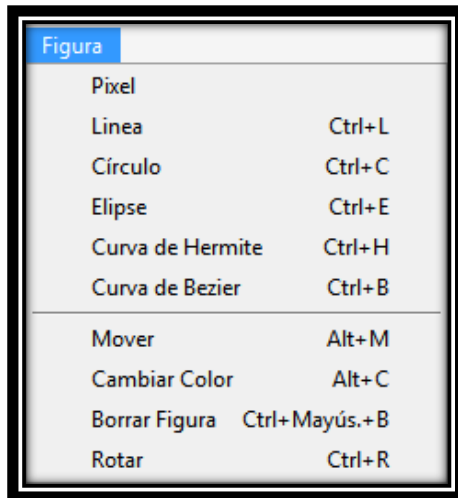 Figura
Pixel
Linea Ctrl+L
Círculo Ctrl+C
Elipse Ctrl+E
Curva de Hermite Ctrl+H
Curva de Bezier Ctrl+B
Mover Alt+M
Cambiar Color Alt+C
Borrar Figura Ctrl+Mayús.+B
Rotar Ctrl+R